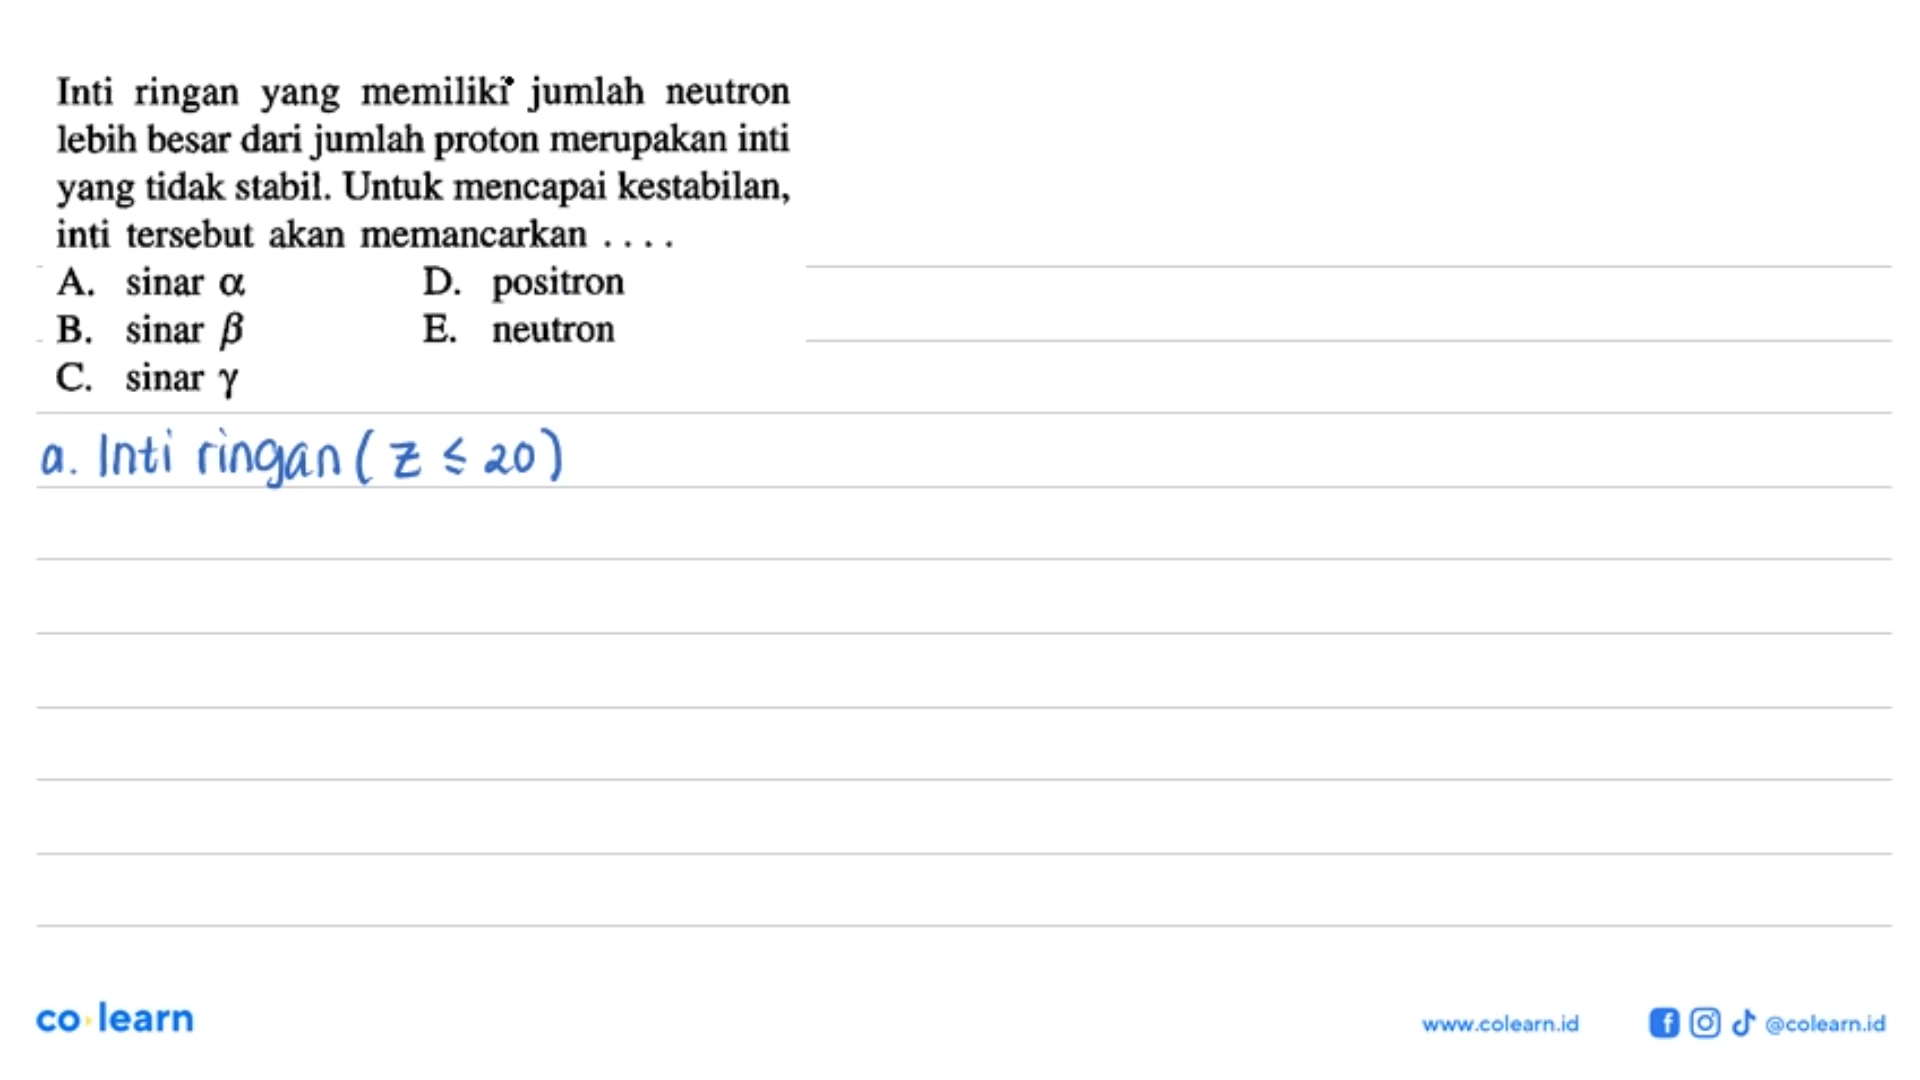 Inti ringan yang memiliki jumlah neutron
lebih besar dari jumlah proton merupakan inti
yang tidak stabil. Untuk mencapai kestabilan,
inti tersebut akan memancarkan . . . .
A. sinar α D. positron
B. sinar β E. neutron
C. sinar γ
a. Inti ringan ( Z ≤ 20 )
co learn
www.colearn.id @colearn.id